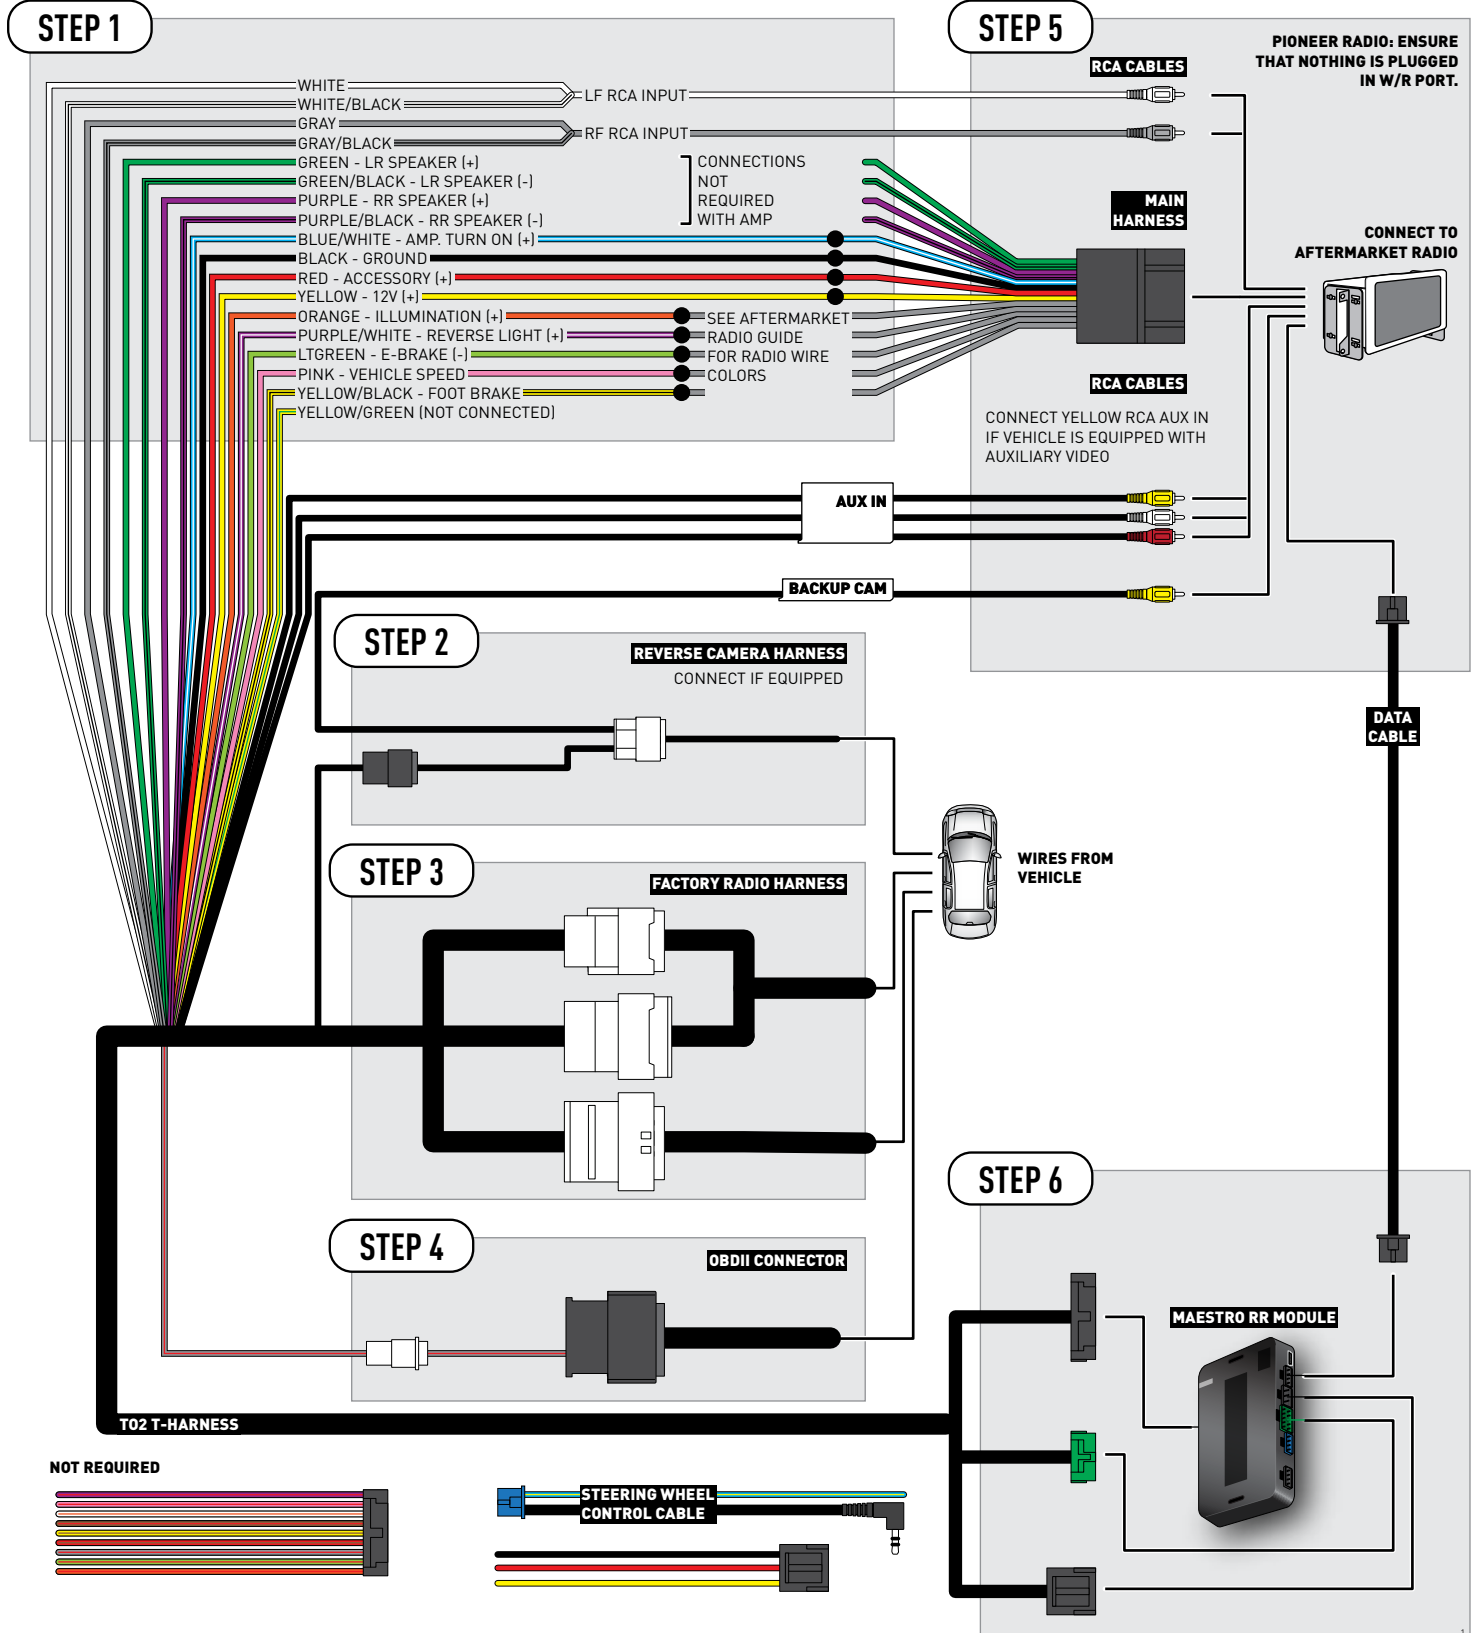 STEP 1
WHITE
WHITE/BLACK
LF RCA INPUT
GRAY
GRAY/BLACK
RF RCA INPUT
GREEN - LR SPEAKER (+)
GREEN/BLACK - LR SPEAKER (-)
PURPLE - RR SPEAKER (+)
PURPLE/BLACK - RR SPEAKER (-)
CONNECTIONS
NOT
REQUIRED
WITH AMP
BLUE/WHITE - AMP. TURN ON (+)
BLACK - GROUND
RED - ACCESSORY (+)
YELLOW - 12V (+)
ORANGE - ILLUMINATION (+)
PURPLE/WHITE - REVERSE LIGHT (+)
LTGREEN - E-BRAKE (-)
PINK - VEHICLE SPEED
YELLOW/BLACK - FOOT BRAKE
YELLOW/GREEN (NOT CONNECTED)
SEE AFTERMARKET
RADIO GUIDE
FOR RADIO WIRE
COLORS
STEP 5
PIONEER RADIO: ENSURE
THAT NOTHING IS PLUGGED
IN W/R PORT.
RCA CABLES
MAIN
HARNESS
CONNECT TO
AFTERMARKET RADIO
RCA CABLES
CONNECT YELLOW RCA AUX IN
IF VEHICLE IS EQUIPPED WITH
AUXILIARY VIDEO
AUX IN
BACKUP CAM
STEP 2
REVERSE CAMERA HARNESS
CONNECT IF EQUIPPED
DATA
CABLE
STEP 3
FACTORY RADIO HARNESS
WIRES FROM
VEHICLE
STEP 4
OBDII CONNECTOR
STEP 6
MAESTRO RR MODULE
TO2 T-HARNESS
NOT REQUIRED
STEERING WHEEL
CONTROL CABLE